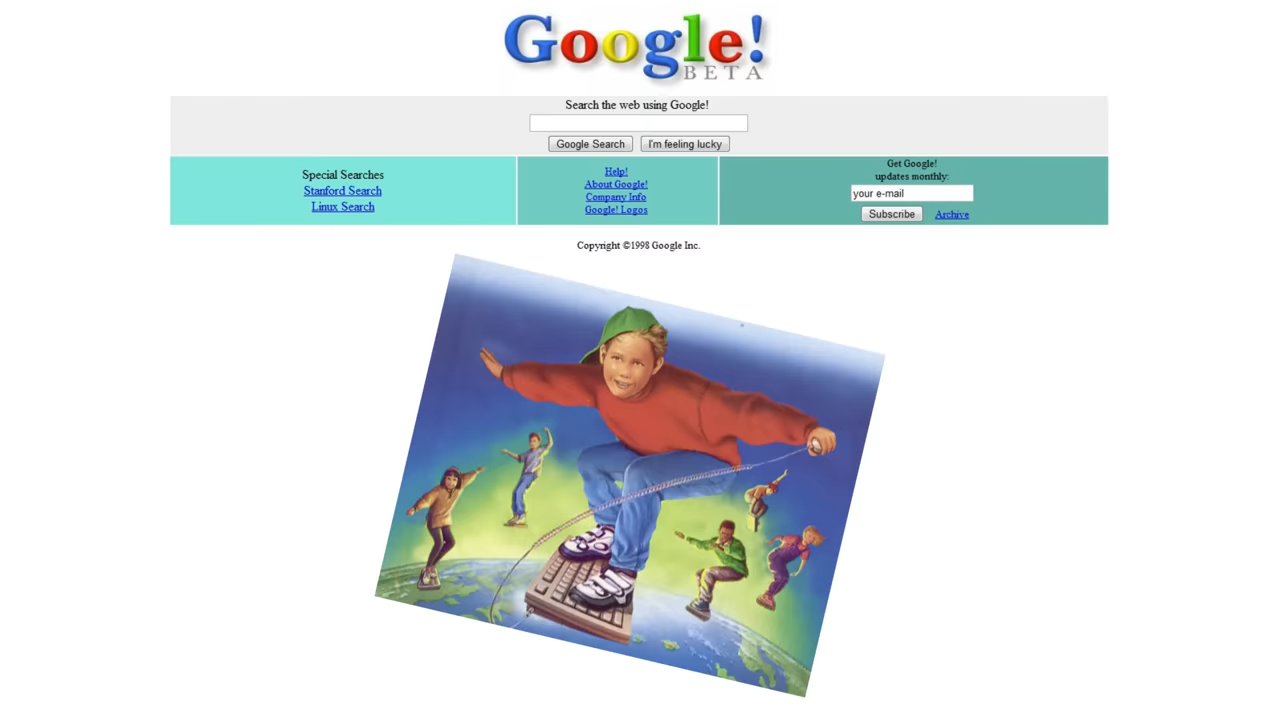 Google!
BETA
Search the web using Google!
Google Search
I'm feeling lucky
Special Searches
Stanford Search
Linux Search
Help!
About Google!
Company Info
Google! Logos
Get Google!
updates monthly:
your e-mail
Subscribe
Archive
Copyright ©1998 Google Inc.